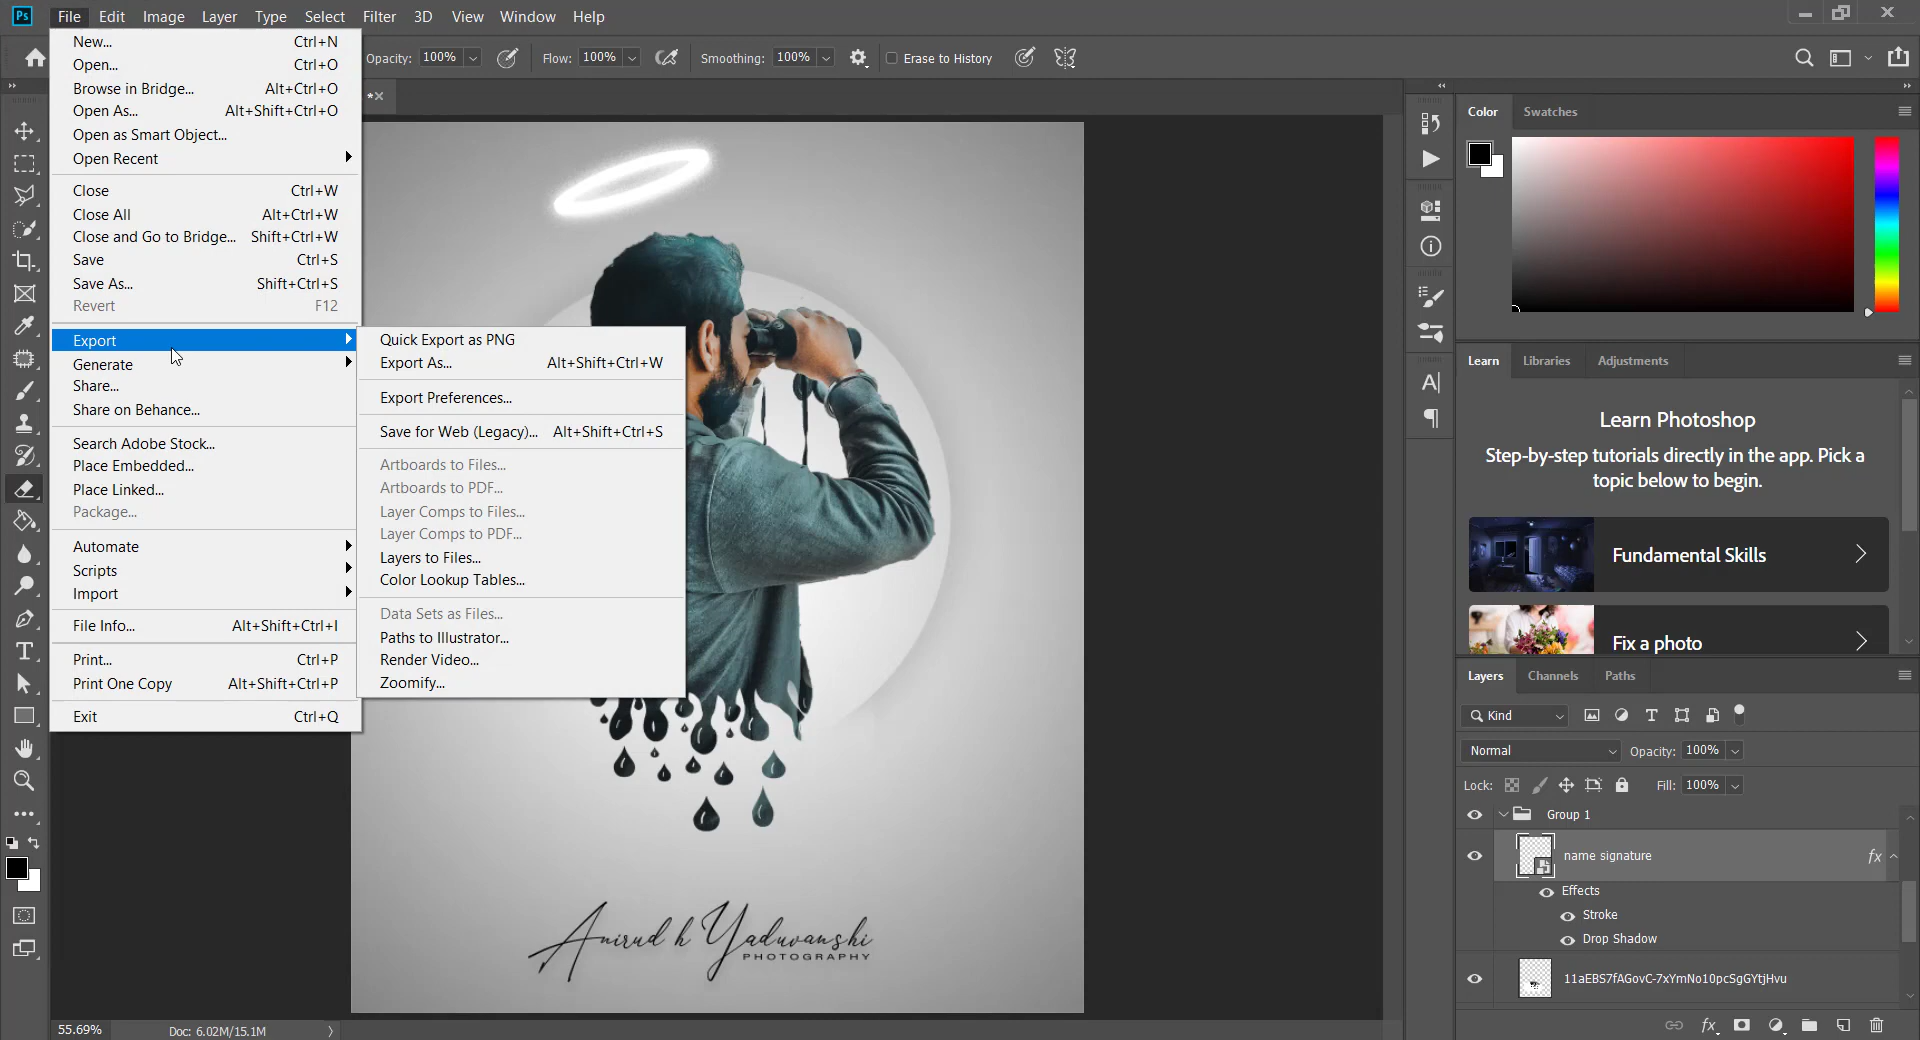 Ps File Edit Image Layer Type Select Filter 3D View Window Help
Opacity: 100% Flow: 100% Smoothing: 100% Erase to History
New... Ctrl+N
Open... Ctrl+O
Browse in Bridge... Alt+Ctrl+O
Open As... Alt+Shift+Ctrl+O
Open as Smart Object...
Open Recent
Close Ctrl+W
Close All Alt+Ctrl+W
Close and Go to Bridge... Shift+Ctrl+W
Save Ctrl+S
Save As... Shift+Ctrl+S
Revert F12
Export
Generate
Share...
Share on Behance...
Search Adobe Stock...
Place Embedded...
Place Linked...
Package...
Automate
Scripts
Import
File Info... Alt+Shift+Ctrl+I
Print... Ctrl+P
Print One Copy Alt+Shift+Ctrl+P
Exit Ctrl+Q
Quick Export as PNG
Export As... Alt+Shift+Ctrl+W
Export Preferences...
Save for Web (Legacy)... Alt+Shift+Ctrl+S
Artboards to Files...
Artboards to PDF...
Layer Comps to Files...
Layer Comps to PDF...
Layers to Files...
Color Lookup Tables...
Data Sets as Files...
Paths to Illustrator...
Render Video...
Zoomify...
Anirud h Yaduvanshi
PHOTOGRAPHY
55.69% Doc: 6.02M/15.1M
Color Swatches
Learn Libraries Adjustments
Learn Photoshop
Step-by-step tutorials directly in the app. Pick a
topic below to begin.
Fundamental Skills
Fix a photo
Layers Channels Paths
Kind
Normal Opacity: 100%
Lock: Fill: 100%
Group 1
name signature fx
Effects
Stroke
Drop Shadow
11aEBS7fAGovC-7xYmNo10pcSgGYtjHvu
fx